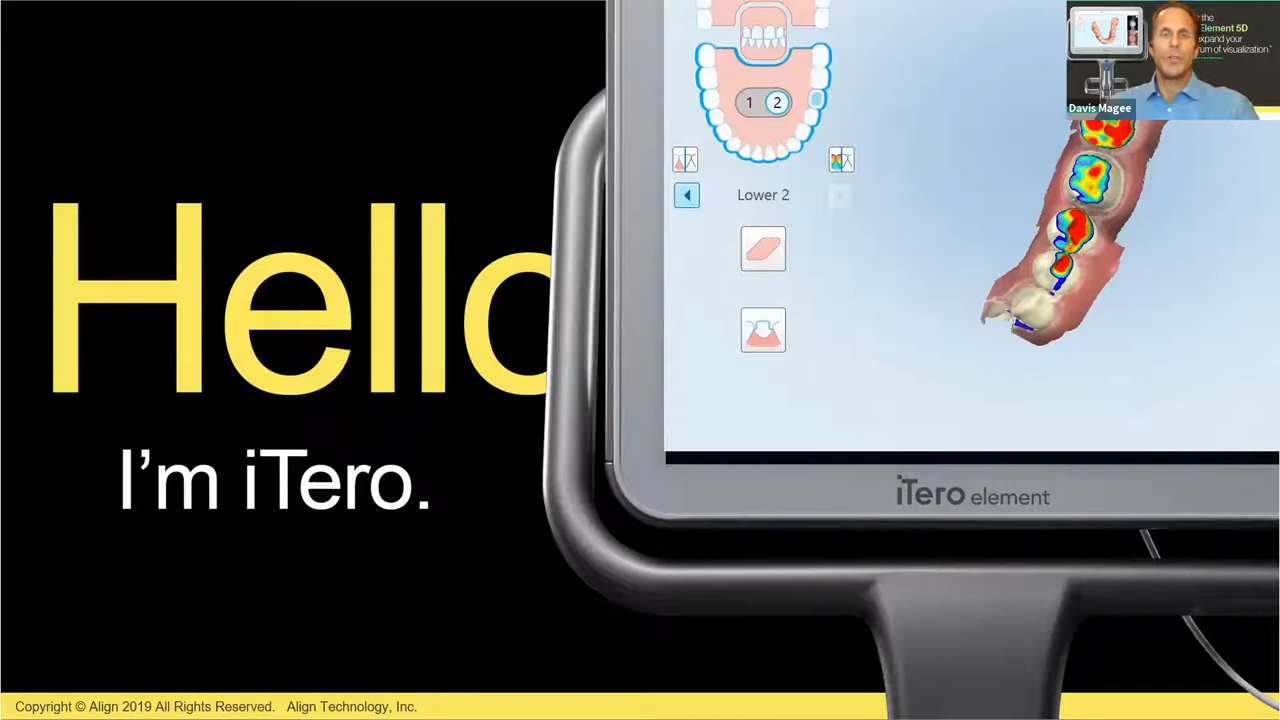 Hello
I’m iTero.
1 2
Lower 2
iTero element
the
Element 5D
expand your
um of visualization."
Davis Magee
Copyright © Align 2019 All Rights Reserved. Align Technology, Inc.